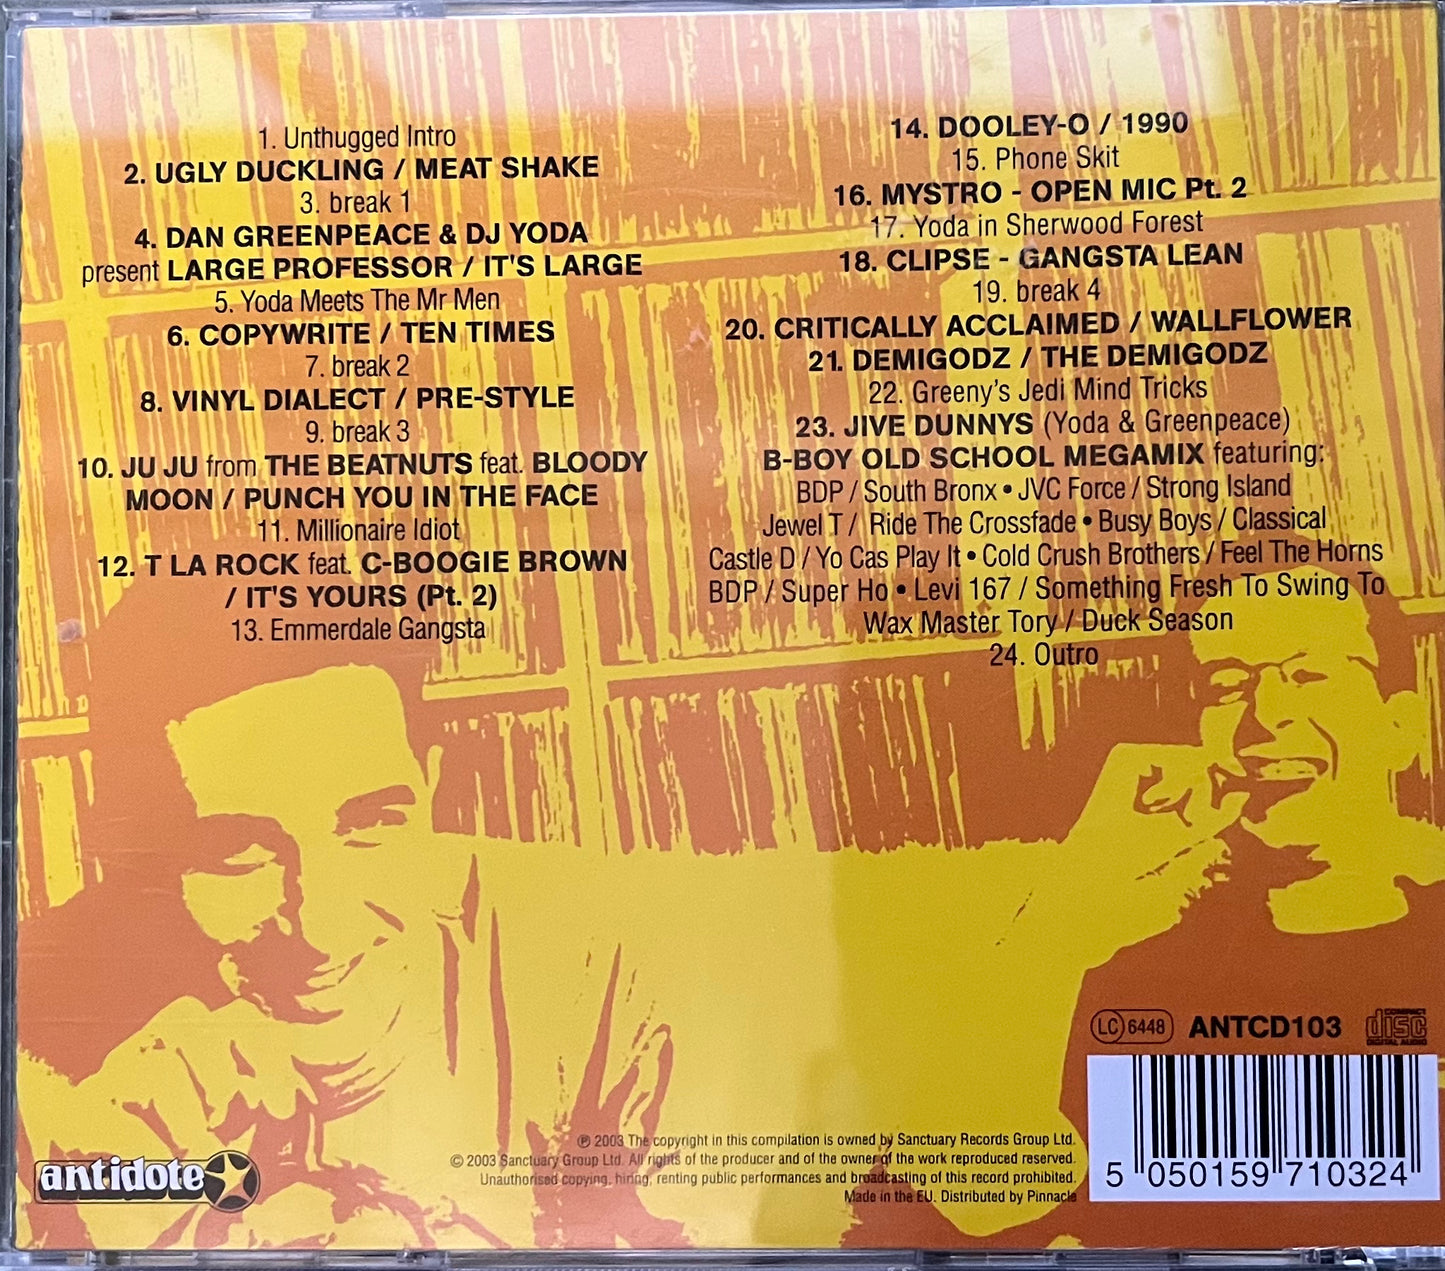 1. Unthugged Intro
2. UGLY DUCKLING / MEAT SHAKE
3. break 1
4. DAN GREENPEACE & DJ YODA
present LARGE PROFESSOR / IT'S LARGE
5. Yoda Meets The Mr Men
6. COPYWRITE / TEN TIMES
7. break 2
8. VINYL DIALECT / PRE-STYLE
9. break 3
10. JU JU from THE BEATNUTS feat. BLOODY
MOON / PUNCH YOU IN THE FACE
11. Millionaire Idiot
12. T LA ROCK feat. C-BOOGIE BROWN
/ IT'S YOURS (Pt. 2)
13. Emmerdale Gangsta
14. DOOLEY-O / 1990
15. Phone Skit
16. MYSTRO - OPEN MIC Pt. 2
17. Yoda in Sherwood Forest
18. CLIPSE - GANGSTA LEAN
19. break 4
20. CRITICALLY ACCLAIMED / WALLFLOWER
21. DEMIGODZ / THE DEMIGODZ
22. Greeny's Jedi Mind Tricks
23. JIVE DUNNYS (Yoda & Greenpeace)
B-BOY OLD SCHOOL MEGAMIX featuring:
BDP / South Bronx • JVC Force / Strong Island
Jewel T / Ride The Crossfade • Busy Boys / Classical
Castle D / Yo Cas Play It • Cold Crush Brothers / Feel The Horns
BDP / Super Ho • Levi 167 / Something Fresh To Swing To
Wax Master Tory / Duck Season
24. Outro
LC 6448 ANTCD103 COMPACT disc DIGITAL AUDIO
℗ 2003 The copyright in this compilation is owned by Sanctuary Records Group Ltd.
© 2003 Sanctuary Group Ltd. All rights of the producer and of the owner of the work reproduced reserved.
Unauthorised copying, hiring, renting public performances and broadcasting of this record prohibited.
Made in the EU. Distributed by Pinnacle
antidote
5 050159 710324